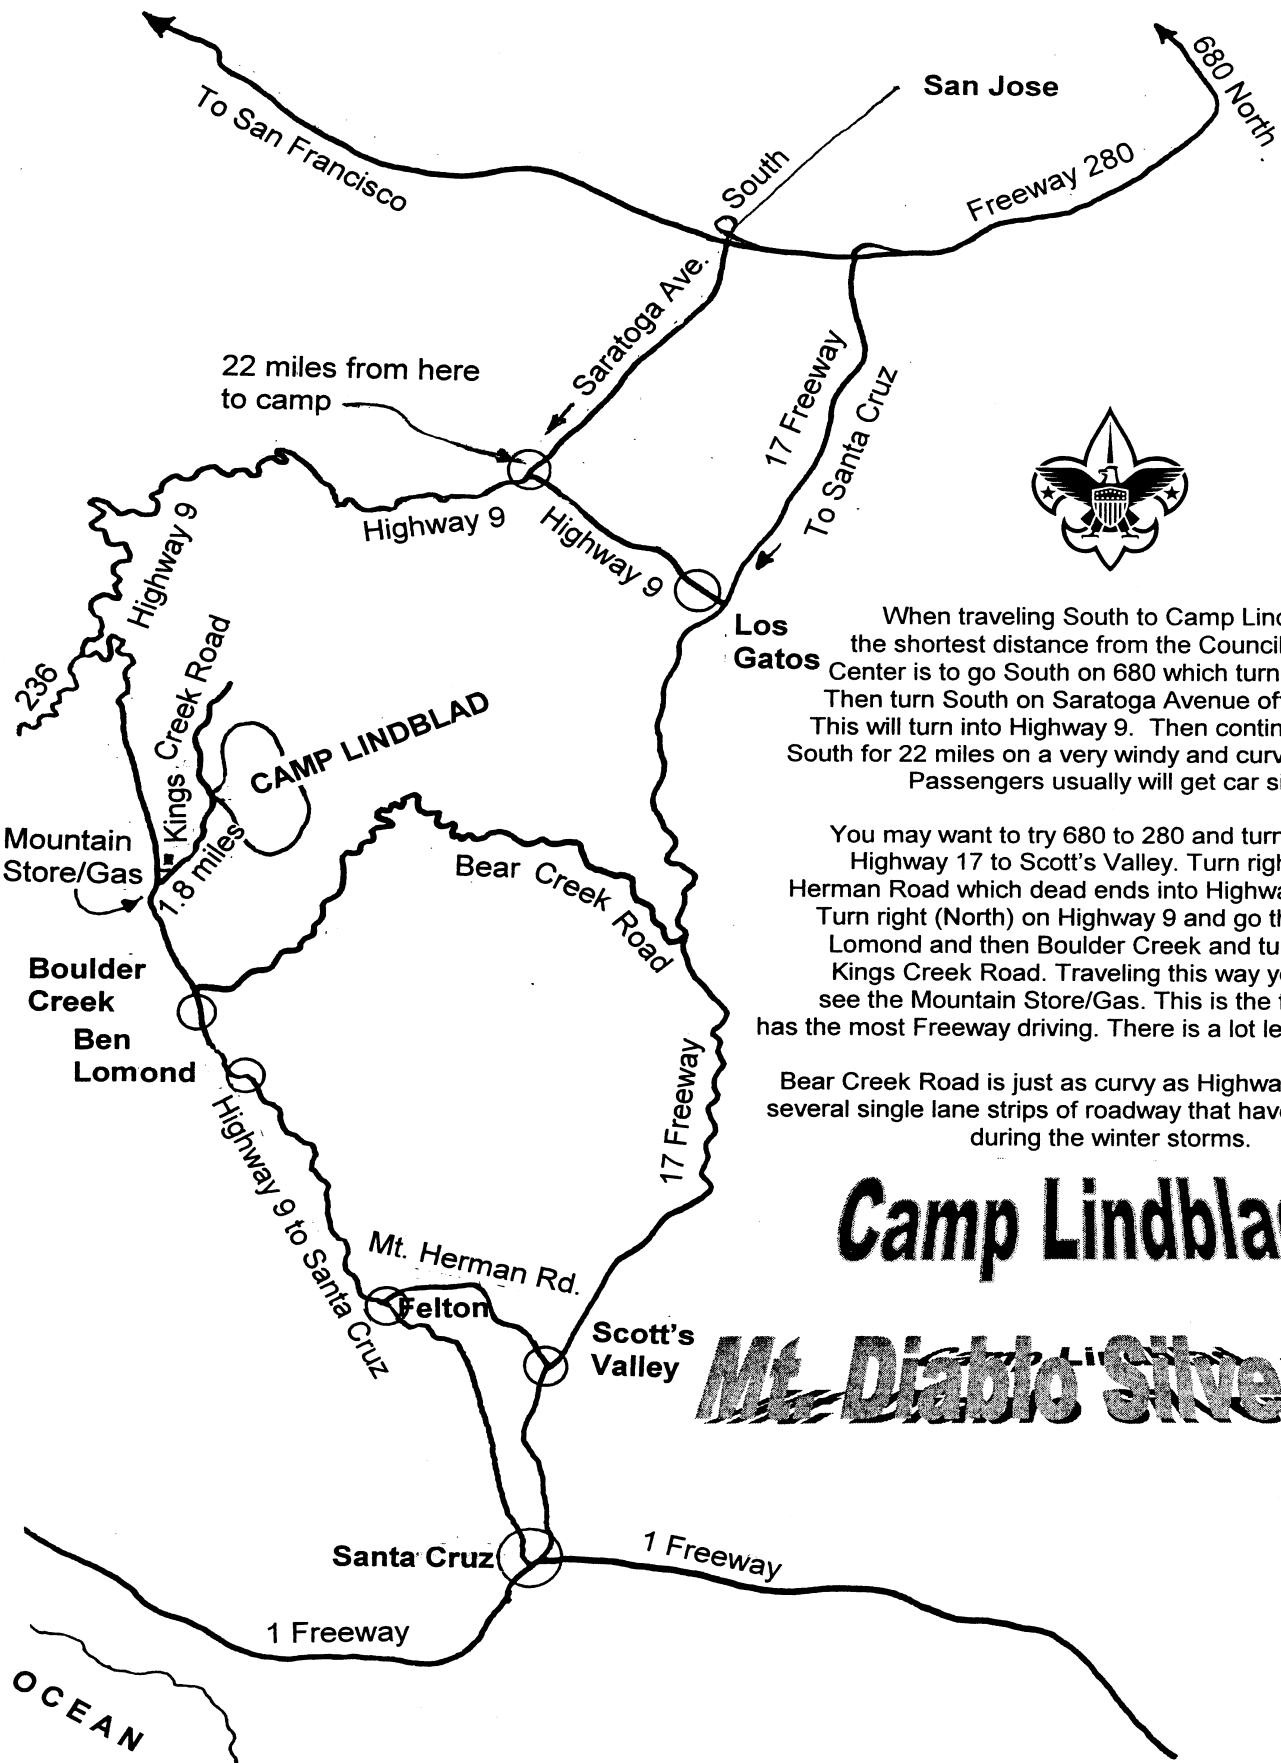 San Jose
680 North
To San Francisco
South
Freeway 280
Saratoga Ave.
22 miles from here
to camp
17 Freeway
To Santa Cruz
Highway 9
Highway 9
Highway 9
Los
Gatos
236
Kings Creek Road
CAMP LINDBLAD
Mountain
Store/Gas
1.8 miles
Bear Creek Road
Boulder
Creek
Ben
Lomond
17 Freeway
Highway 9 to Santa Cruz
Mt. Herman Rd.
Felton
Scott's
Valley
Santa Cruz
1 Freeway
1 Freeway
OCEAN
When traveling South to Camp Lind
the shortest distance from the Council
Center is to go South on 680 which turn
Then turn South on Saratoga Avenue of
This will turn into Highway 9. Then contin
South for 22 miles on a very windy and curv
Passengers usually will get car si
You may want to try 680 to 280 and turn
Highway 17 to Scott's Valley. Turn righ
Herman Road which dead ends into Highwa
Turn right (North) on Highway 9 and go th
Lomond and then Boulder Creek and tu
Kings Creek Road. Traveling this way y
see the Mountain Store/Gas. This is the
has the most Freeway driving. There is a lot le
Bear Creek Road is just as curvy as Highwa
several single lane strips of roadway that have
during the winter storms.
Camp Lindbla
Mt. Diablo Silve